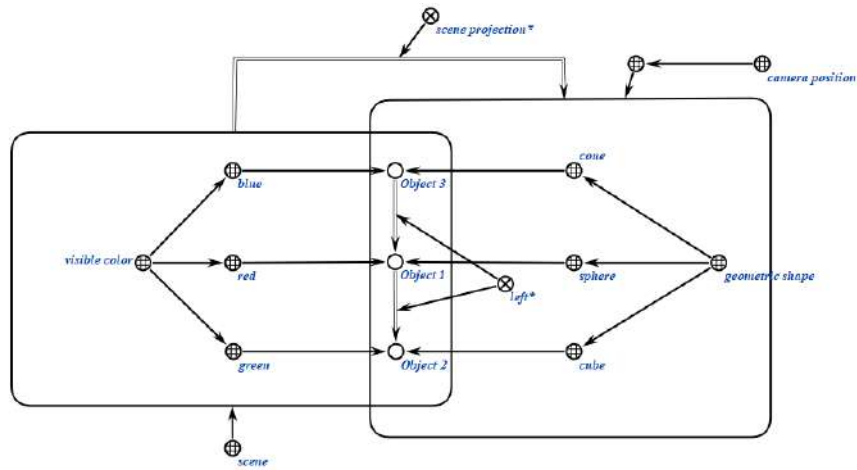 scene projection*
camera position
cone
blue
Object 3
visible color
red
Object 1
sphere
geometric shape
left*
green
Object 2
cube
scene